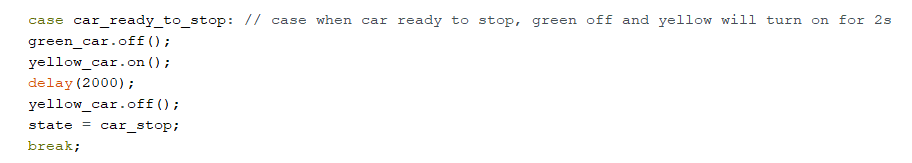 case car_ready_to_stop: // case when car ready to stop, green off and yellow will turn on for 2s
green_car.off();
yellow_car.on();
delay(2000);
yellow_car.off();
state = car_stop;
break;